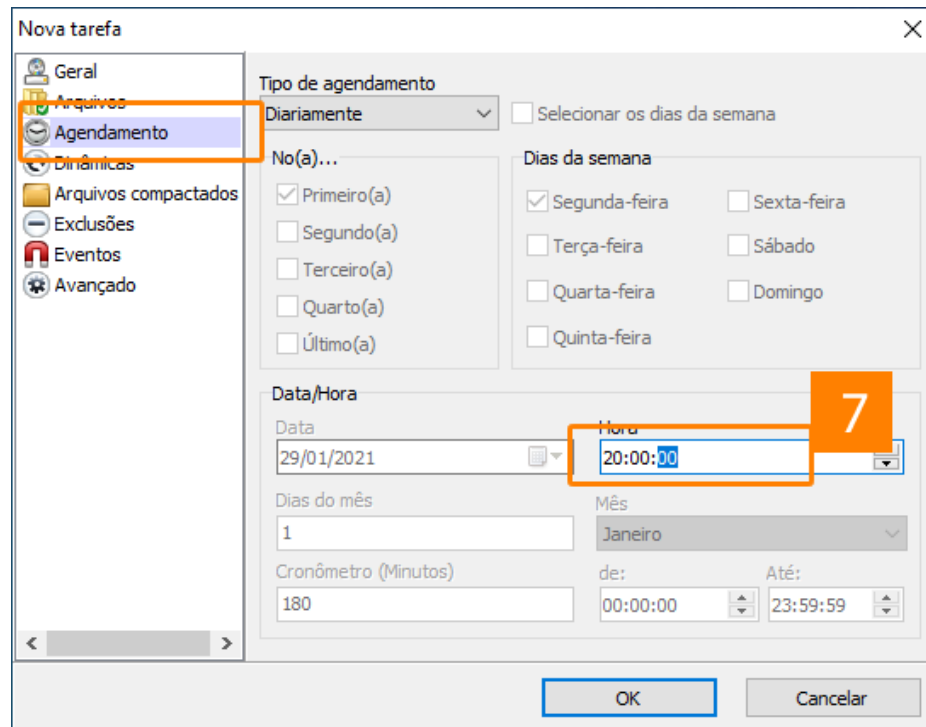 Nova tarefa
Geral
Arquivos
Agendamento
Dinâmicas
Arquivos compactados
Exclusões
Eventos
Avançado
Tipo de agendamento
Diariamente
Selecionar os dias da semana
No(a)...
Primeiro(a)
Segundo(a)
Terceiro(a)
Quarto(a)
Último(a)
Dias da semana
Segunda-feira
Sexta-feira
Terça-feira
Sábado
Quarta-feira
Domingo
Quinta-feira
Data/Hora
Data
Hora
7
29/01/2021
20:00:00
Dias do mês
Mês
1
Janeiro
Cronômetro (Minutos)
de:
Até:
180
00:00:00
23:59:59
OK
Cancelar